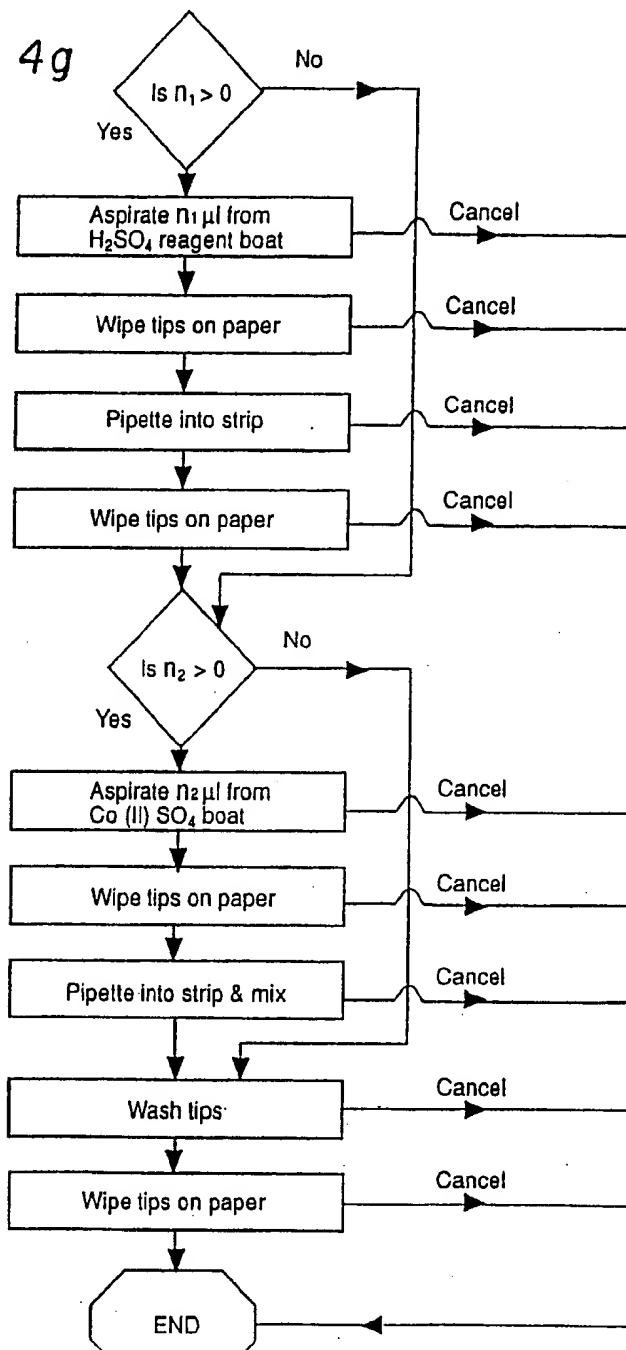 4g
Is n₁ > 0
No
Yes
Aspirate n₁ µl from
H₂SO₄ reagent boat
Cancel
Wipe tips on paper
Cancel
Pipette into strip
Cancel
Wipe tips on paper
Cancel
Is n₂ > 0
No
Yes
Aspirate n₂ µl from
Co (II) SO₄ boat
Cancel
Wipe tips on paper
Cancel
Pipette into strip & mix
Cancel
Wash tips
Cancel
Wipe tips on paper
Cancel
END